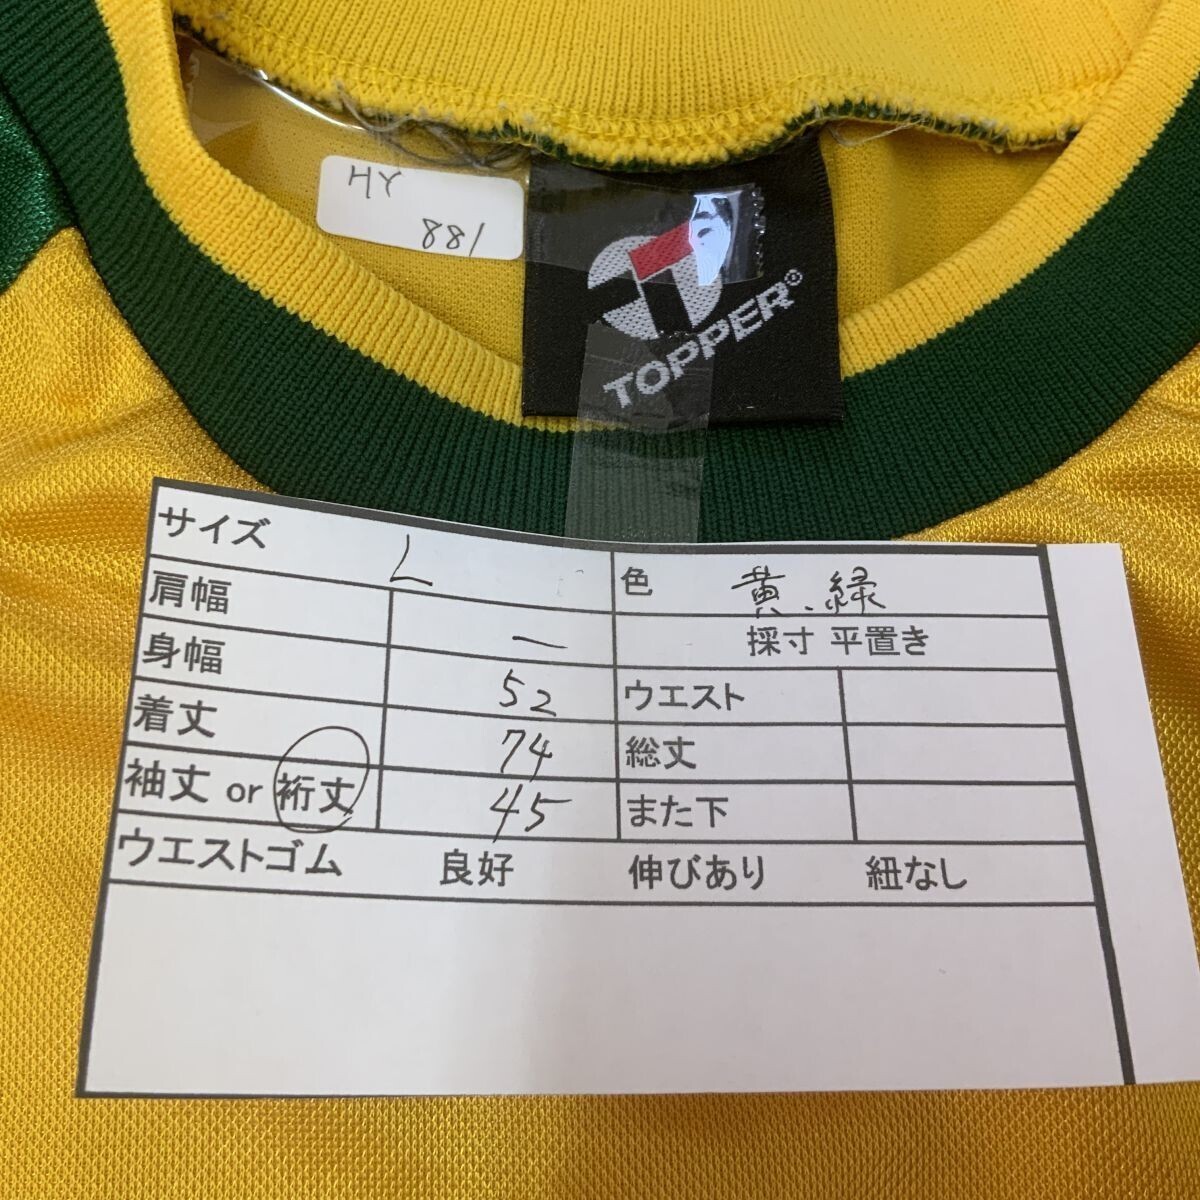 HY
881
TOPPER®
サイズ L 色 黄、緑
肩幅 — 採寸 平置き
身幅 52 ウエスト
着丈 74 総丈
袖丈 or 裄丈 45 また下
ウエストゴム 良好 伸びあり 紐なし